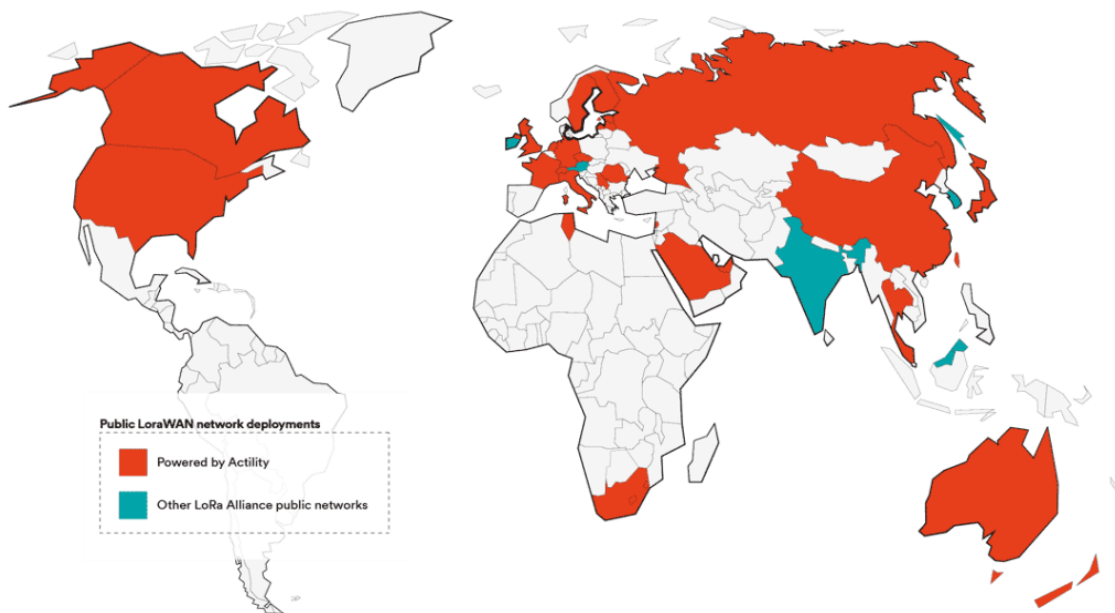 Public LoraWAN network deployments
Powered by Actility
Other LoRa Alliance public networks